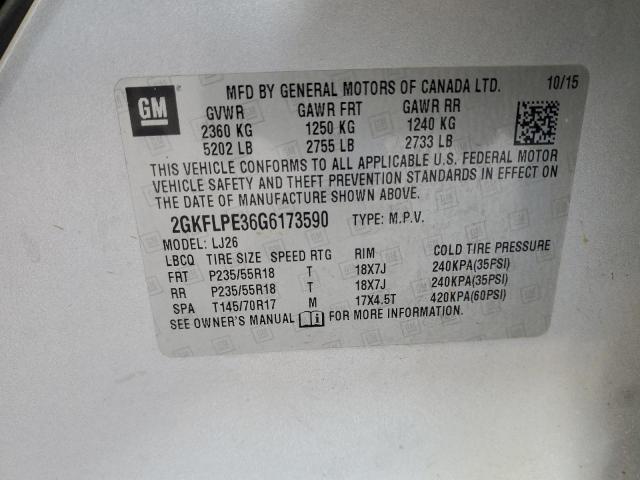 MFD BY GENERAL MOTORS OF CANADA LTD. 10/15
GM
GVWR GAWR FRT GAWR RR
2360 KG 1250 KG 1240 KG
5202 LB 2755 LB 2733 LB
THIS VEHICLE CONFORMS TO ALL APPLICABLE U.S. FEDERAL MOTOR
VEHICLE SAFETY AND THEFT PREVENTION STANDARDS IN EFFECT ON
THE DATE OF MANUFACTURE SHOWN ABOVE.
2GKFLPE36G6173590 TYPE: M.P.V.
MODEL: LJ26
LBCQ TIRE SIZE SPEED RTG RIM COLD TIRE PRESSURE
FRT P235/55R18 T 18X7J 240KPA(35PSI)
RR P235/55R18 T 18X7J 240KPA(35PSI)
SPA T145/70R17 M 17X4.5T 420KPA(60PSI)
SEE OWNER'S MANUAL i FOR MORE INFORMATION.